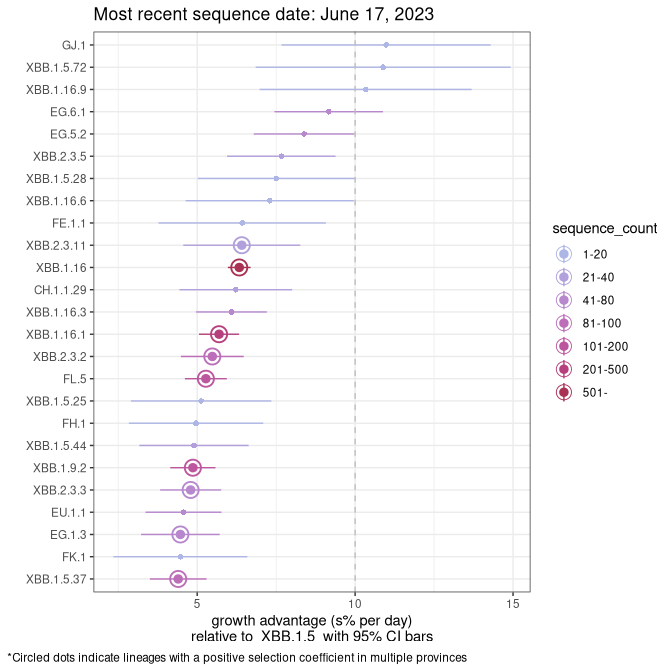 Most recent sequence date: June 17, 2023
GJ.1
XBB.1.5.72
XBB.1.16.9
EG.6.1
EG.5.2
XBB.2.3.5
XBB.1.5.28
XBB.1.16.6
FE.1.1
XBB.2.3.11
XBB.1.16
CH.1.1.29
XBB.1.16.3
XBB.1.16.1
XBB.2.3.2
FL.5
XBB.1.5.25
FH.1
XBB.1.5.44
XBB.1.9.2
XBB.2.3.3
EU.1.1
EG.1.3
FK.1
XBB.1.5.37
5 10 15
growth advantage (s% per day)
relative to XBB.1.5 with 95% CI bars
sequence_count
1-20
21-40
41-80
81-100
101-200
201-500
501-
*Circled dots indicate lineages with a positive selection coefficient in multiple provinces